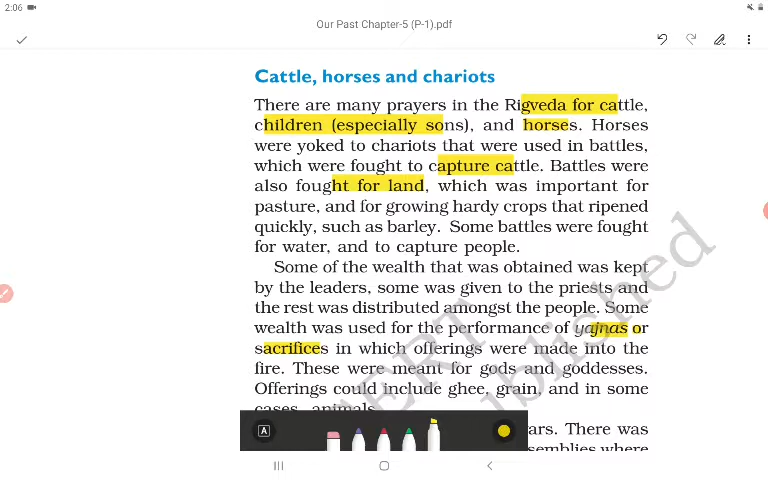 2:06
Our Past Chapter-5 (P-1).pdf
Cattle, horses and chariots
There are many prayers in the Rigveda for cattle,
children (especially sons), and horses. Horses
were yoked to chariots that were used in battles,
which were fought to capture cattle. Battles were
also fought for land, which was important for
pasture, and for growing hardy crops that ripened
quickly, such as barley. Some battles were fought
for water, and to capture people.
Some of the wealth that was obtained was kept
by the leaders, some was given to the priests and
the rest was distributed amongst the people. Some
wealth was used for the performance of yajnas or
sacrifices in which offerings were made into the
fire. These were meant for gods and goddesses.
Offerings could include ghee, grain, and in some
cases, animals.
A
ars. There was
semblies where